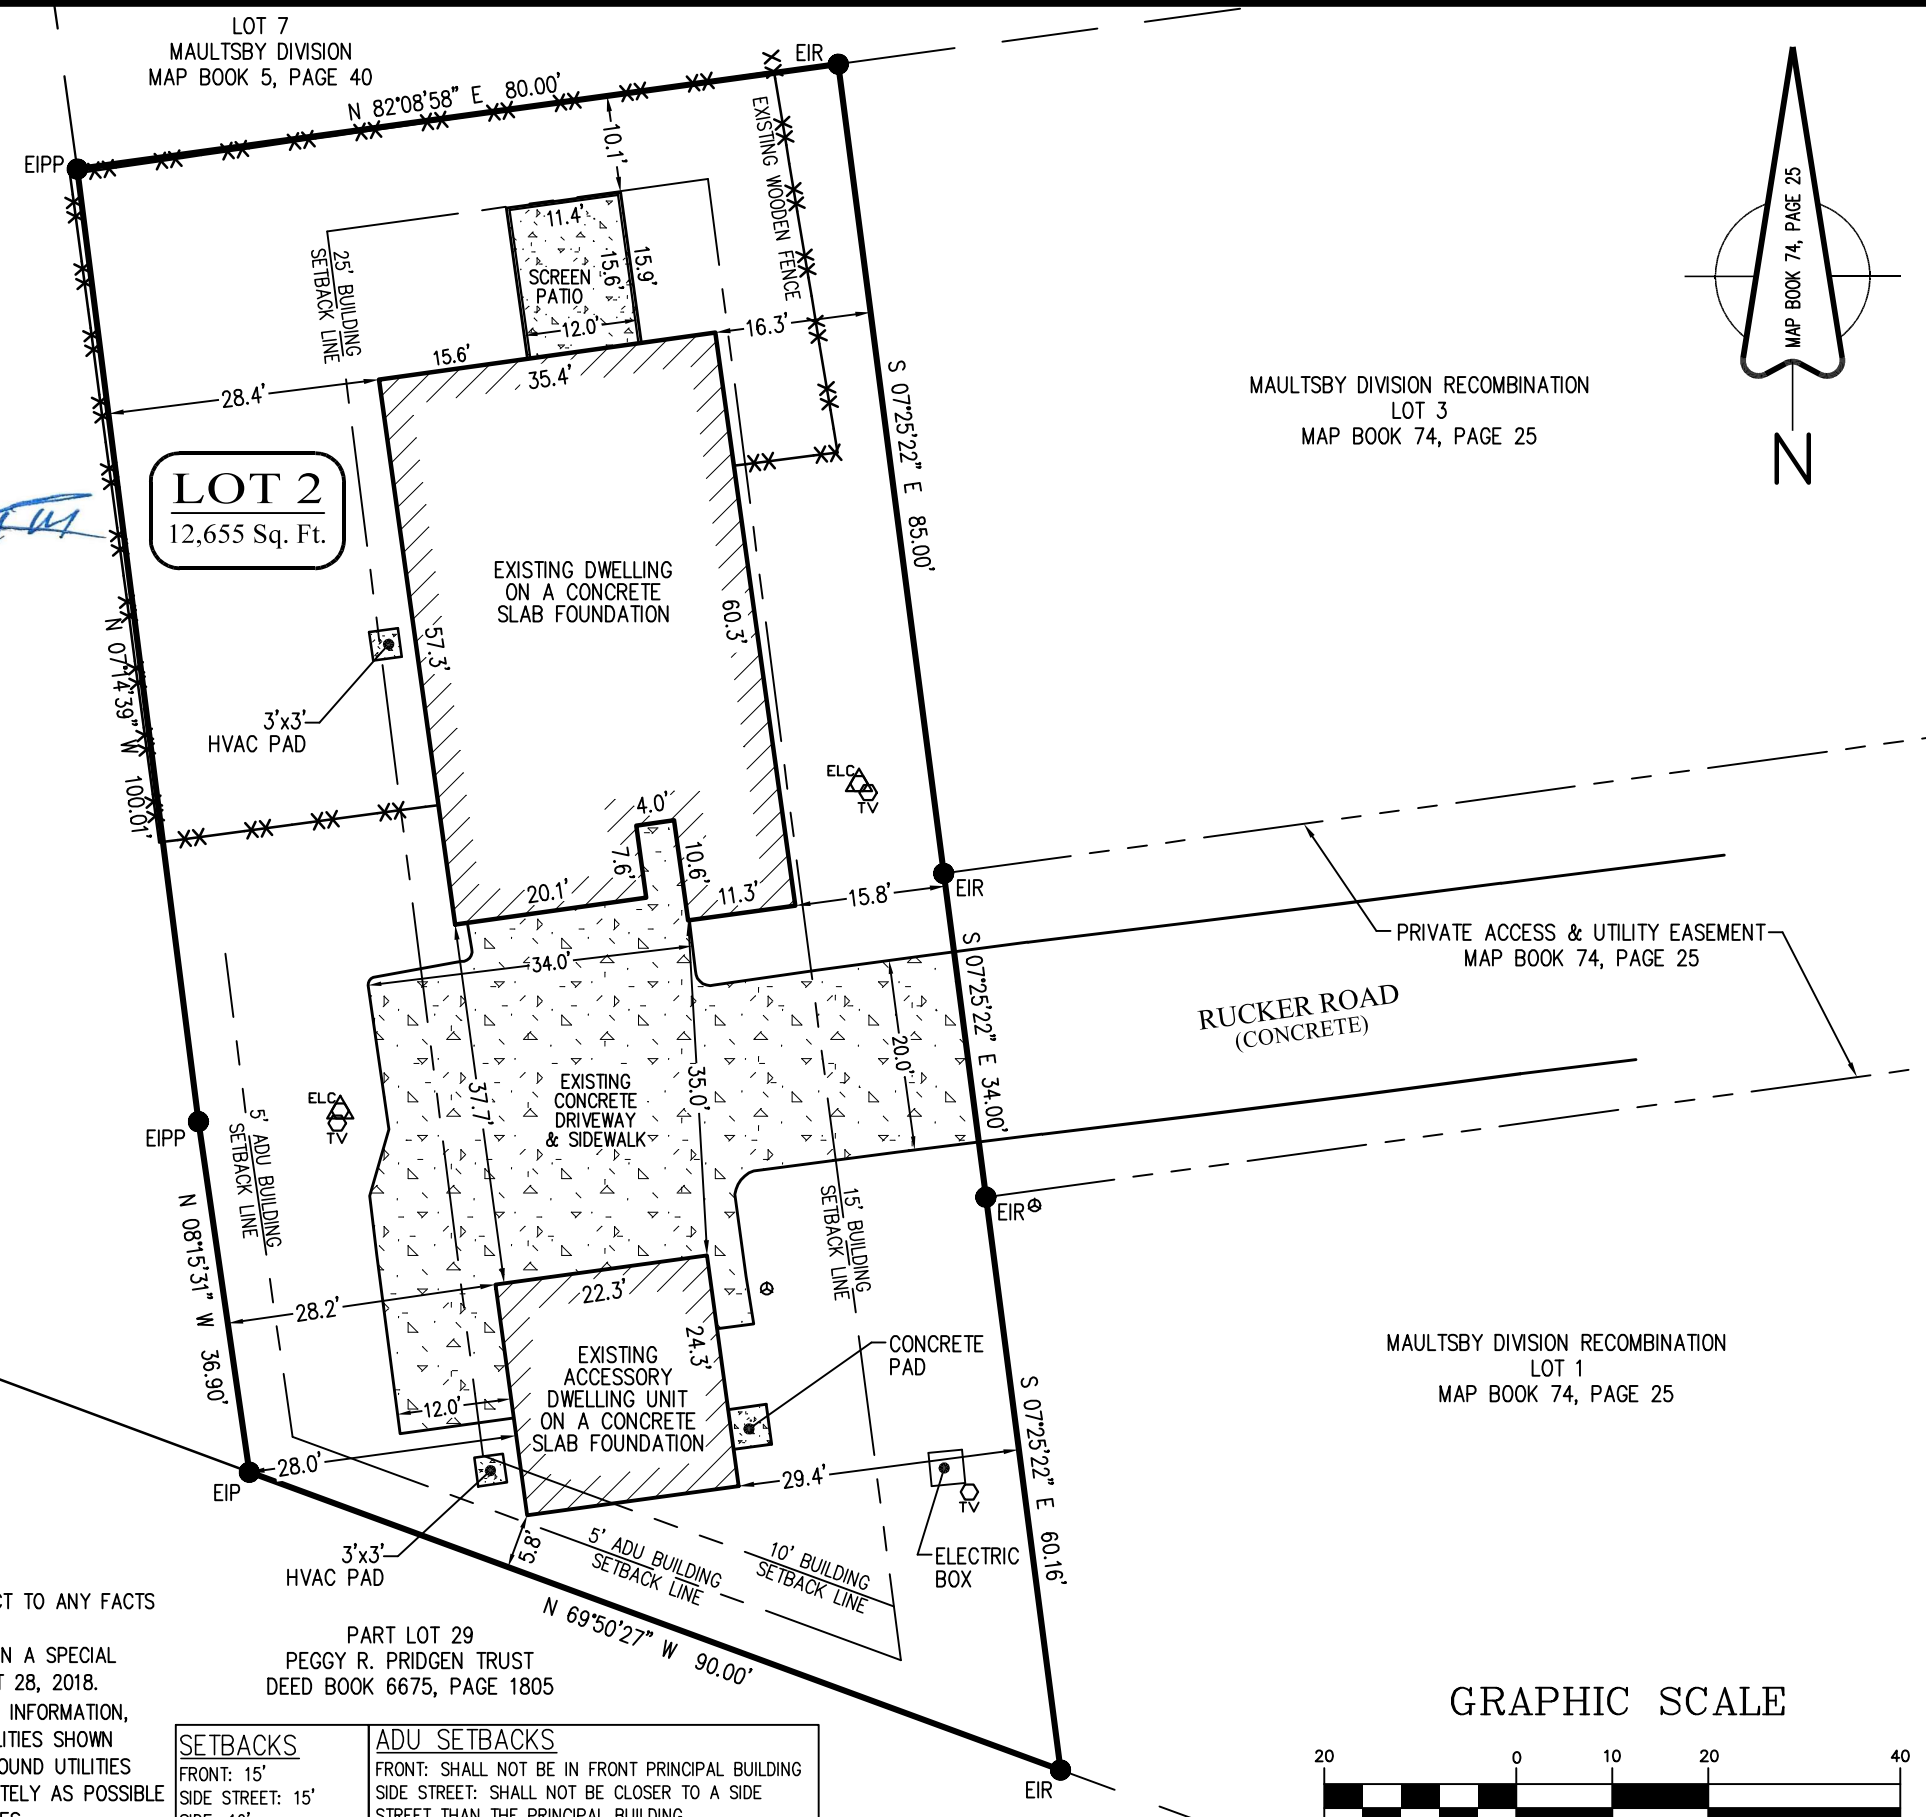 LOT 7
MAULTSBY DIVISION
MAP BOOK 5, PAGE 40
N 82°08'58" E 80.00'
EIR
EIPP
10.1'
EXISTING WOODEN FENCE
25' BUILDING
SETBACK LINE
11.4'
SCREEN
PATIO
15.6'
15.9'
12.0'
16.3'
15.6'
35.4'
28.4'
S 07°25'22" E 85.00'
MAULTSBY DIVISION RECOMBINATION
LOT 3
MAP BOOK 74, PAGE 25
MAP BOOK 74, PAGE 25
N
LOT 2
12,655 Sq. Ft.
EXISTING DWELLING
ON A CONCRETE
SLAB FOUNDATION
57.3'
60.3'
N 07°14'39" W 100.01'
3'x3'
HVAC PAD
ELC
TV
4.0'
7.6'
10.6'
20.1'
11.3'
15.8'
EIR
PRIVATE ACCESS & UTILITY EASEMENT
MAP BOOK 74, PAGE 25
RUCKER ROAD
(CONCRETE)
S 07°25'22" E 34.00'
34.0'
20.0'
37.7'
35.0'
EXISTING
CONCRETE
DRIVEWAY
& SIDEWALK
ELC
TV
EIPP
5' ADU BUILDING
SETBACK LINE
15' BUILDING
SETBACK LINE
EIR
N 08°15'31" W 36.90'
28.2'
22.3'
24.3'
EXISTING
ACCESSORY
DWELLING UNIT
ON A CONCRETE
SLAB FOUNDATION
CONCRETE
PAD
12.0'
28.0'
29.4'
TV
EIP
S 07°25'22" E 60.16'
MAULTSBY DIVISION RECOMBINATION
LOT 1
MAP BOOK 74, PAGE 25
3'x3'
HVAC PAD
5.8'
5' ADU BUILDING
SETBACK LINE
10' BUILDING
SETBACK LINE
ELECTRIC
BOX
N 69°50'27" W 90.00'
PART LOT 29
PEGGY R. PRIDGEN TRUST
DEED BOOK 6675, PAGE 1805
CT TO ANY FACTS
N A SPECIAL
T 28, 2018.
INFORMATION,
LITIES SHOWN
OUND UTILITIES
TELY AS POSSIBLE
SETBACKS
FRONT: 15'
SIDE STREET: 15'
SIDE: 10'
ADU SETBACKS
FRONT: SHALL NOT BE IN FRONT PRINCIPAL BUILDING
SIDE STREET: SHALL NOT BE CLOSER TO A SIDE
STREET THAN THE PRINCIPAL BUILDING
EIR
GRAPHIC SCALE
20 0 10 20 40